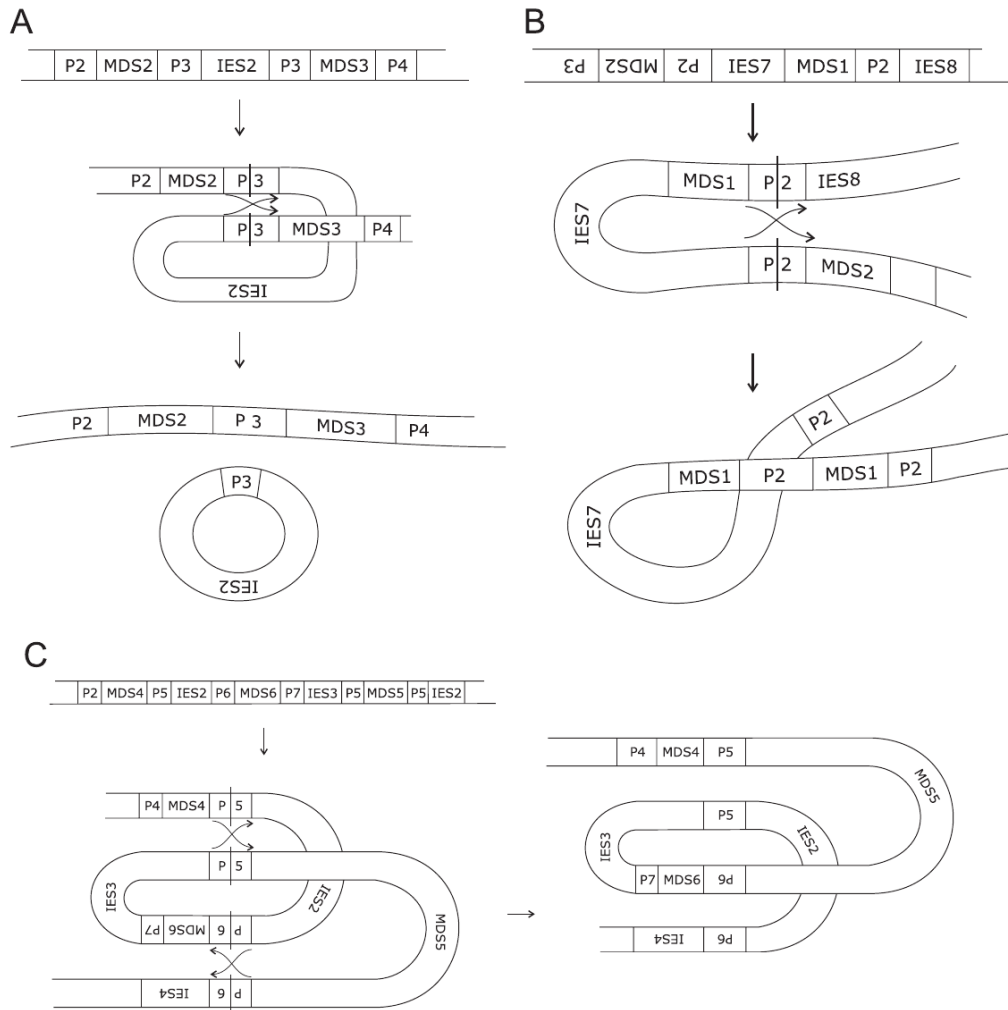 A
P2 MDS2 P3 IES2 P3 MDS3 P4
P2 MDS2 P 3
P 3 MDS3 P4
IES2
P2 MDS2 P 3 MDS3 P4
P3
IES2
B
P3 MDS2 P2 IES7 MDS1 P2 IES8
MDS1 P 2 IES8
IES7
P 2 MDS2
P2
MDS1 P2 MDS1 P2
IES7
C
P2 MDS4 P5 IES2 P6 MDS6 P7 IES3 P5 MDS5 P5 IES2
P4 MDS4 P 5
P 5
IES3
IES2
P7 MDS6 6 P
MDS5
IES4 6 P
P4 MDS4 P5
MDS5
P5
IES3
IES2
P7 MDS6 P6
IES4 P6